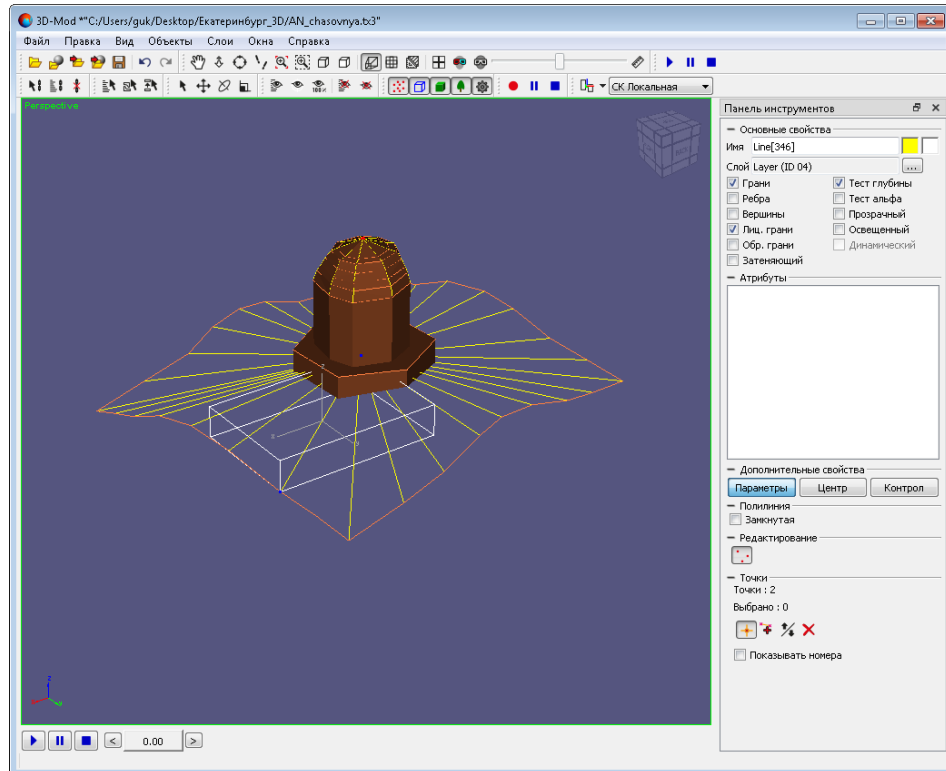 3D-Mod *"C:/Users/guk/Desktop/Екатеринбург_3D/AN_chasovnya.tx3"
Файл Правка Вид Объекты Слои Окна Справка
100%
СК Локальная
Perspective
Панель инструментов
Основные свойства
Имя Line[346]
Слой Layer (ID 04) ...
Грани Тест глубины
Ребра Тест альфа
Вершины Прозрачный
Лиц. грани Освещенный
Обр. грани Динамический
Затеняющий
Атрибуты
Дополнительные свойства
Параметры Центр Контрол
Полилиния
Замкнутая
Редактирование
Точки
Точки : 2
Выбрано : 0
Показывать номера
z
x
y
z
< 0.00 >